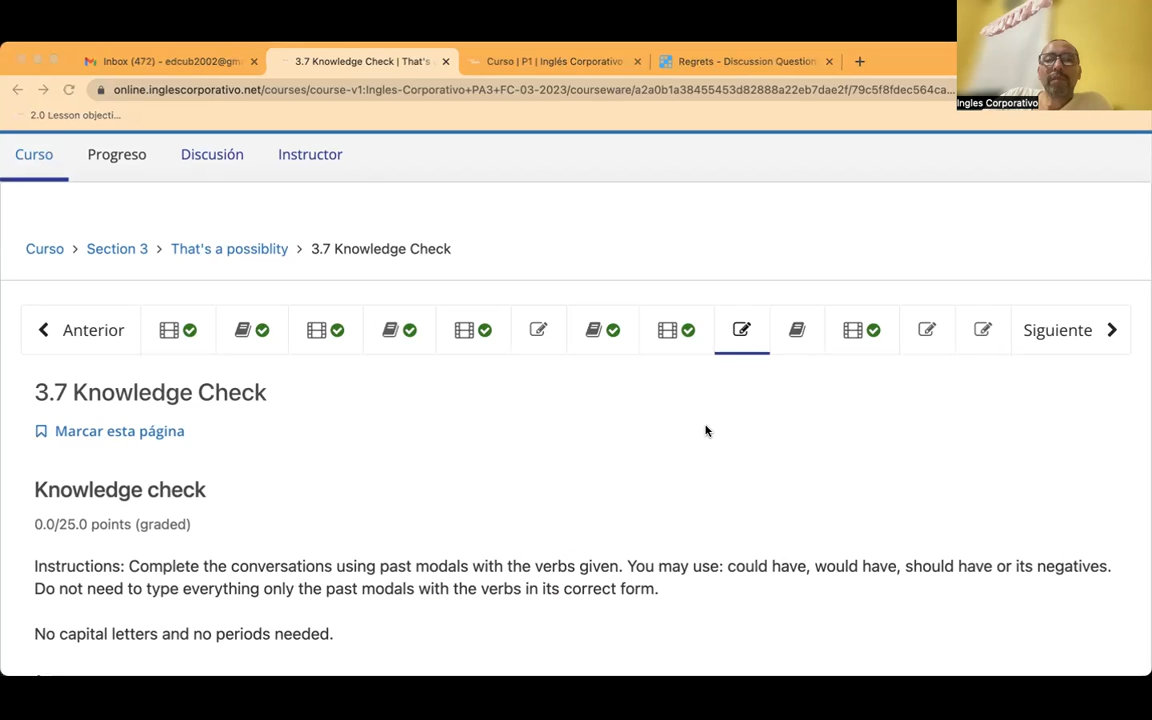 Inbox (472) - edcub2002@gm
3.7 Knowledge Check | That's
Curso | P1 | Inglés Corporativo
Regrets - Discussion Question
online.inglescorporativo.net/courses/course-v1:Ingles-Corporativo+PA3+FC-03-2023/courseware/a2a0b1a38455453d82888a22eb7dae2f/79c5f8fdec564ca...
Ingles Corporativo
2.0 Lesson objecti...
Curso Progreso Discusión Instructor
Curso > Section 3 > That's a possiblity > 3.7 Knowledge Check
Anterior Siguiente
3.7 Knowledge Check
Marcar esta página
Knowledge check
0.0/25.0 points (graded)
Instructions: Complete the conversations using past modals with the verbs given. You may use: could have, would have, should have or its negatives.
Do not need to type everything only the past modals with the verbs in its correct form.
No capital letters and no periods needed.